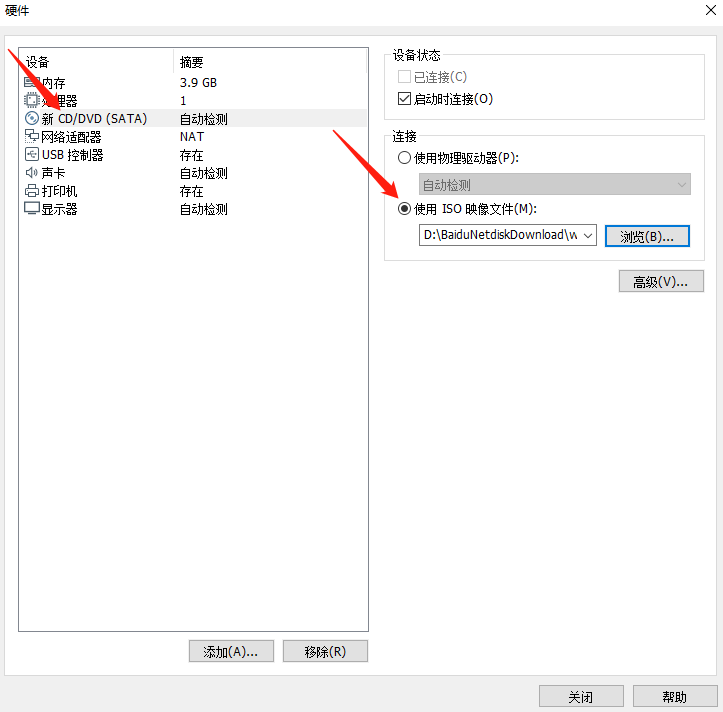 硬件
设备 摘要
内存 3.9 GB
处理器 1
新 CD/DVD (SATA) 自动检测
网络适配器 NAT
USB 控制器 存在
声卡 自动检测
打印机 存在
显示器 自动检测
添加(A)... 移除(R)
设备状态
已连接(C)
启动时连接(O)
连接
使用物理驱动器(P):
自动检测
使用 ISO 映像文件(M):
D:\BaiduNetdiskDownload\w 浏览(B)...
高级(V)...
关闭 帮助